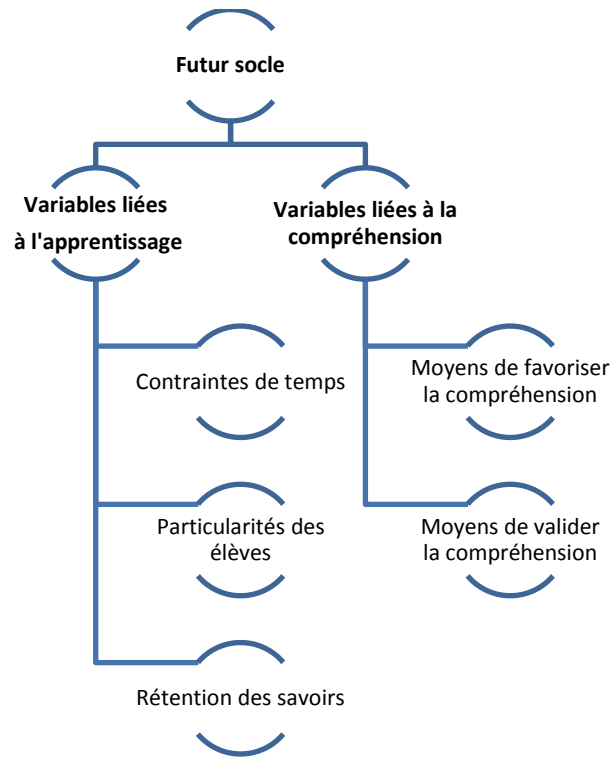 Futur socle
Variables liées
à l'apprentissage
Variables liées à la
compréhension
Contraintes de temps
Particularités des
élèves
Rétention des savoirs
Moyens de favoriser
la compréhension
Moyens de valider
la compréhension